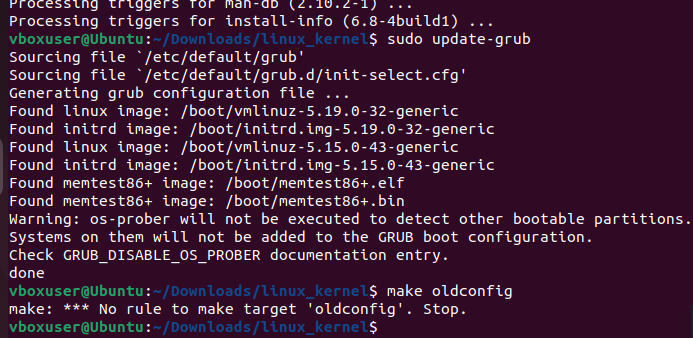 Processing triggers for man-db (2.10.2-1) ...
Processing triggers for install-info (6.8-4build1) ...
vboxuser@Ubuntu:~/Downloads/linux_kernel$ sudo update-grub
Sourcing file `/etc/default/grub'
Sourcing file `/etc/default/grub.d/init-select.cfg'
Generating grub configuration file ...
Found linux image: /boot/vmlinuz-5.19.0-32-generic
Found initrd image: /boot/initrd.img-5.19.0-32-generic
Found linux image: /boot/vmlinuz-5.15.0-43-generic
Found initrd image: /boot/initrd.img-5.15.0-43-generic
Found memtest86+ image: /boot/memtest86+.elf
Found memtest86+ image: /boot/memtest86+.bin
Warning: os-prober will not be executed to detect other bootable partitions.
Systems on them will not be added to the GRUB boot configuration.
Check GRUB_DISABLE_OS_PROBER documentation entry.
done
vboxuser@Ubuntu:~/Downloads/linux_kernel$ make oldconfig
make: *** No rule to make target 'oldconfig'. Stop.
vboxuser@Ubuntu:~/Downloads/linux_kernel$